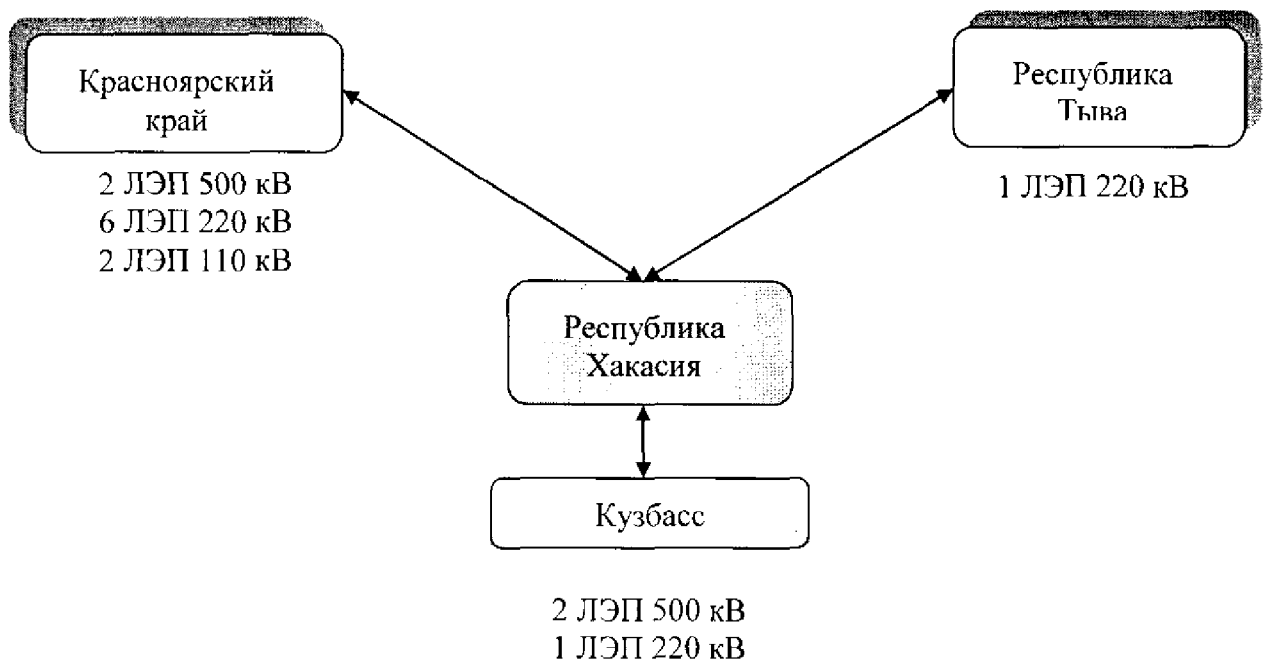 Красноярский
край
2 ЛЭП 500 кВ
6 ЛЭП 220 кВ
2 ЛЭП 110 кВ
Республика
Тыва
1 ЛЭП 220 кВ
Республика
Хакасия
Кузбасс
2 ЛЭП 500 кВ
1 ЛЭП 220 кВ